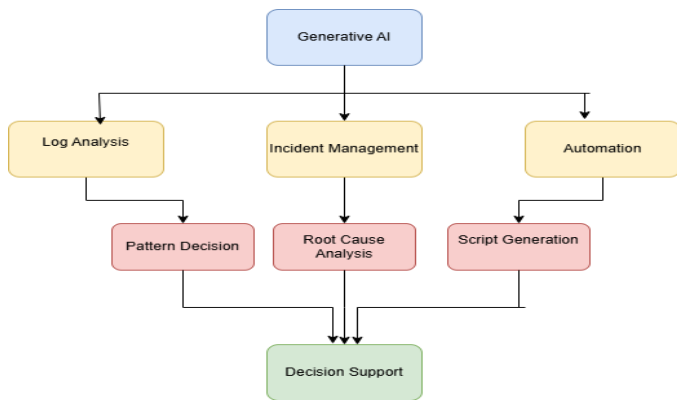 Generative AI
Log Analysis
Incident Management
Automation
Pattern Decision
Root Cause
Analysis
Script Generation
Decision Support